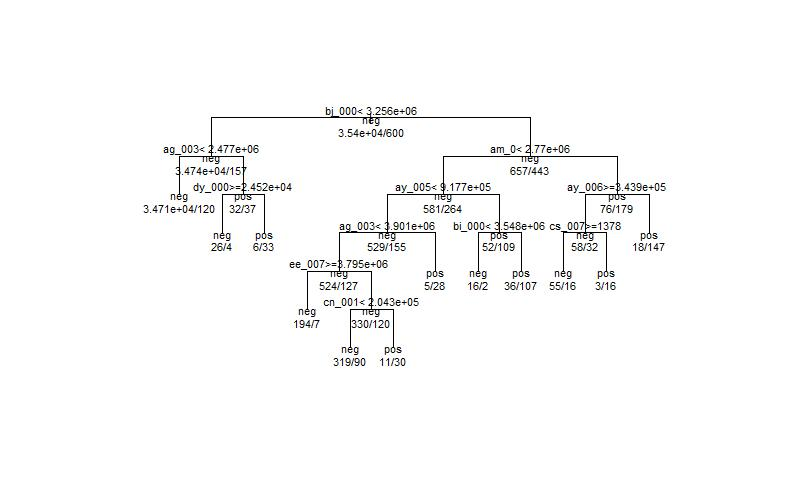 bj_000< 3.256e+06
neg
3.54e+04/600
ag_003< 2.477e+06
neg
3.474e+04/157
am_0< 2.77e+06
neg
657/443
neg
3.471e+04/120
dy_000>=2.452e+04
pos
32/37
ay_005< 9.177e+05
neg
581/264
ay_006>=3.439e+05
pos
76/179
neg
26/4
pos
6/33
ag_003< 3.901e+06
neg
529/155
bi_000< 3.548e+06
pos
52/109
cs_007>=1378
neg
58/32
pos
18/147
ee_007>=3.795e+06
neg
524/127
pos
5/28
neg
16/2
pos
36/107
neg
55/16
pos
3/16
neg
194/7
cn_001< 2.043e+05
neg
330/120
neg
319/90
pos
11/30